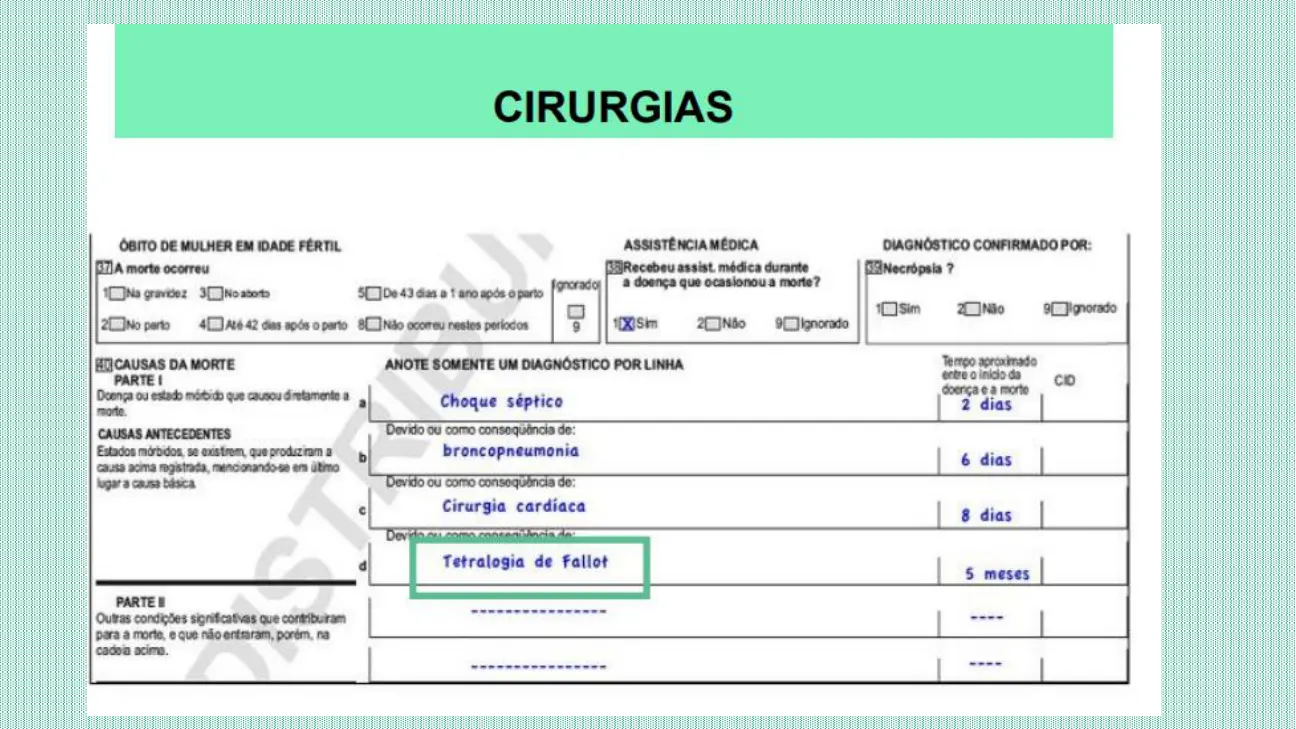 CIRURGIAS
ÓBITO DE MULHER EM IDADE FÉRTIL
ASSISTÊNCIA MÉDICA
DIAGNÓSTICO CONFIRMADO POR:
37 A morte ocorreu
38 Recebeu assist. médica durante
a doença que ocasionou a morte?
39 Necrópsia ?
1 Na gravidez 3 No aborto 5 De 43 dias a 1 ano após o parto Ignorado
1 Sim 2 Não 9 Ignorado
2 No parto 4 Até 42 dias após o parto 8 Não ocorreu nestes períodos 9
1 X Sim 2 Não 9 Ignorado
40 CAUSAS DA MORTE
PARTE I
Doença ou estado mórbido que causou diretamente a
morte.
ANOTE SOMENTE UM DIAGNÓSTICO POR LINHA
Tempo aproximado
entre o início da
doença e a morte
CID
a Choque séptico 2 dias
CAUSAS ANTECEDENTES
Estados mórbidos, se existirem, que produziram a
causa acima registrada, mencionando-se em último
lugar a causa básica.
Devido ou como conseqüência de:
b broncopneumonia 6 dias
Devido ou como conseqüência de:
c Cirurgia cardíaca 8 dias
Devido ou como conseqüência de:
d Tetralogia de Fallot 5 meses
PARTE II
Outras condições significativas que contribuiram
para a morte, e que não entraram, porém, na
cadeia acima.
---------------- ----
---------------- ----
DISTRIBU